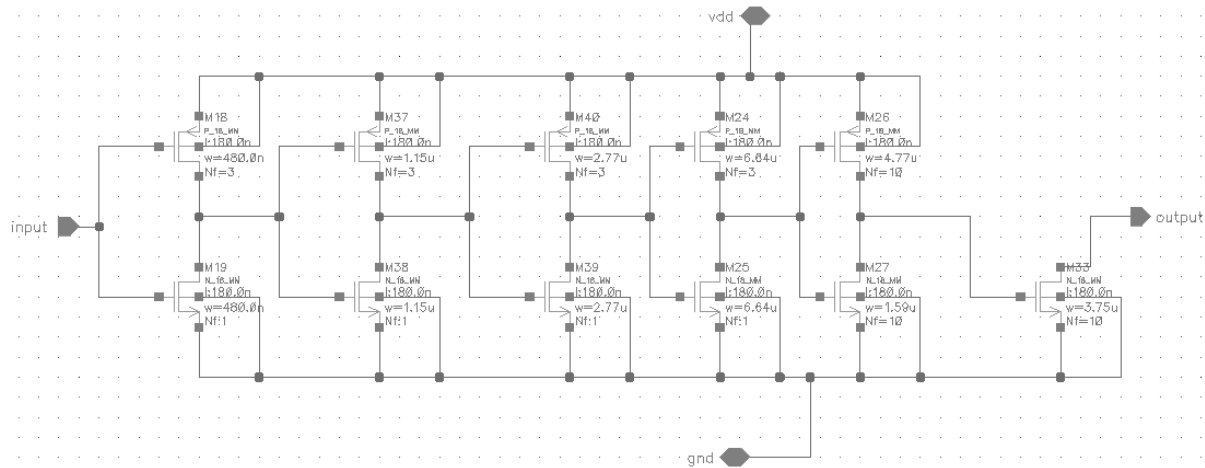 vdd
M18
P_18_MM
l:180.0n
w=480.0n
Nf=3
M37
P_18_MM
l:180.0n
w=1.15u
Nf=3
M40
P_18_MM
l:180.0n
w=2.77u
Nf=3
M24
P_18_MM
l:180.0n
w=6.64u
Nf=3
M26
P_18_MM
l:180.0n
w=4.77u
Nf=10
input
output
M19
N_18_MM
l:180.0n
w=480.0n
Nf:1
M38
N_18_MM
l:180.0n
w=1.15u
Nf:1
M39
N_18_MM
l:180.0n
w=2.77u
Nf:1
M25
N_18_MM
l:180.0n
w=6.64u
Nf:1
M27
N_18_MM
l:180.0n
w=1.59u
Nf=10
M33
N_18_MM
l:180.0n
w=3.75u
Nf=10
gnd